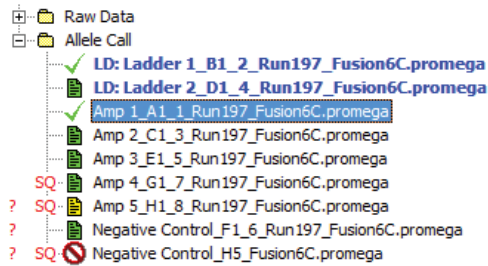 Raw Data
Allele Call
LD: Ladder 1_B1_2_Run197_Fusion6C.promega
LD: Ladder 2_D1_4_Run197_Fusion6C.promega
Amp 1_A1_1_Run197_Fusion6C.promega
Amp 2_C1_3_Run197_Fusion6C.promega
Amp 3_E1_5_Run197_Fusion6C.promega
SQ Amp 4_G1_7_Run197_Fusion6C.promega
? SQ Amp 5_H1_8_Run197_Fusion6C.promega
? Negative Control_F1_6_Run197_Fusion6C.promega
? SQ Negative Control_H5_Fusion6C.promega